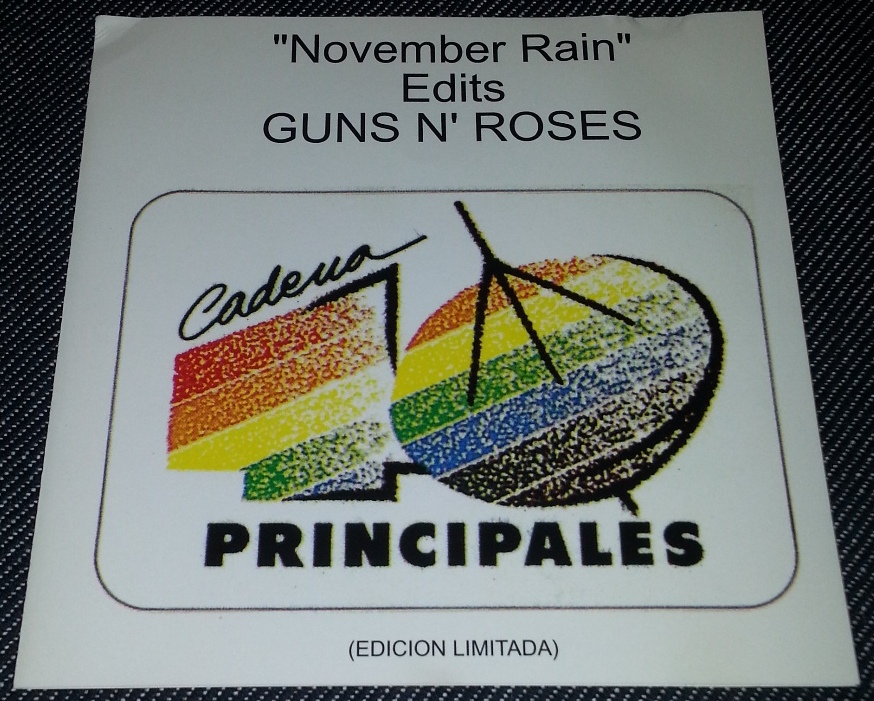 "November Rain"
Edits
GUNS N' ROSES
Cadena
40
PRINCIPALES
(EDICION LIMITADA)